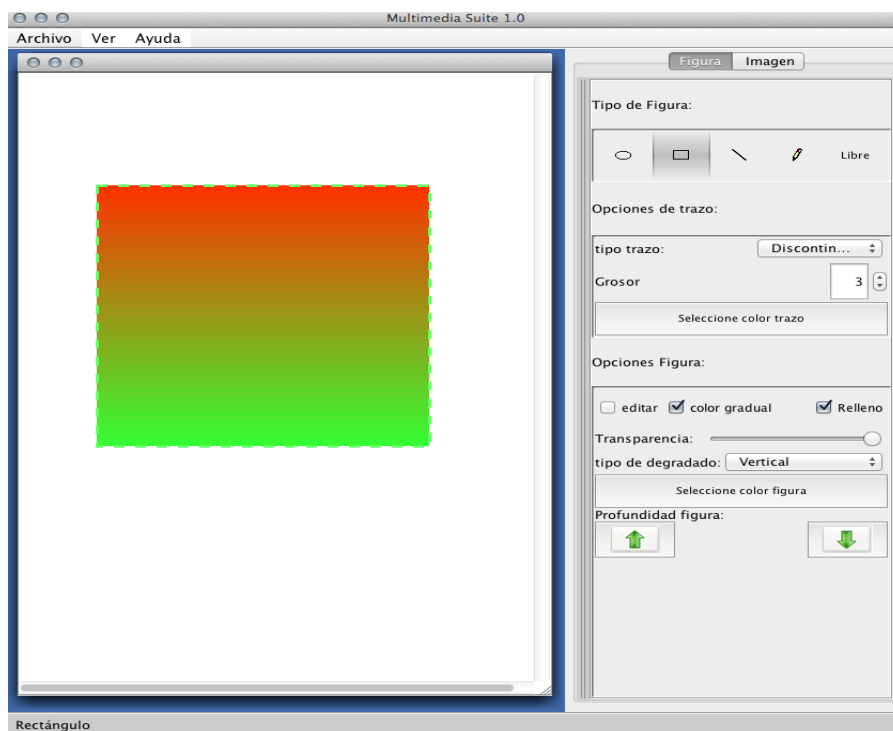 Multimedia Suite 1.0
Archivo Ver Ayuda
Figura Imagen
Tipo de Figura:
Libre
Opciones de trazo:
tipo trazo: Discontin...
Grosor 3
Seleccione color trazo
Opciones Figura:
editar color gradual Relleno
Transparencia:
tipo de degradado: Vertical
Seleccione color figura
Profundidad figura:
Rectángulo